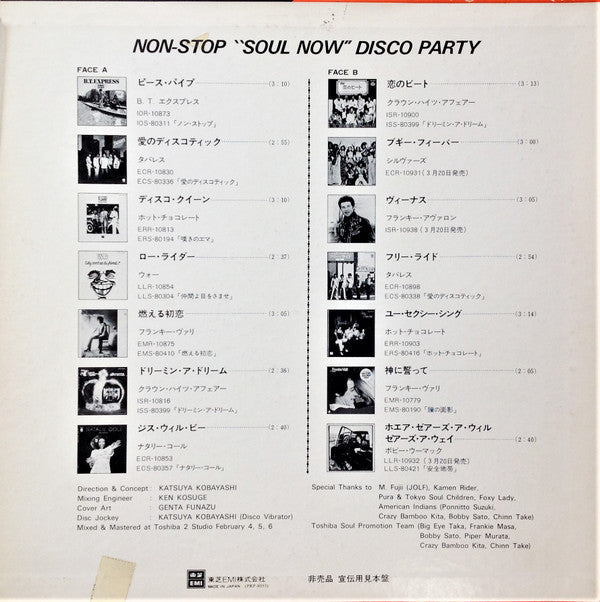 NON-STOP "SOUL NOW" DISCO PARTY
FACE A
B.T. EXPRESS
ピース・パイプ (3:10)
B.T. エクスプレス
IOR-10873
IOS-80311「ノン・ストップ」
愛のディスコティック (2:55)
タバレス
ECR-10830
ECS-80336「愛のディスコティック」
ディスコ・クイーン (3:10)
ホット・チョコレート
ERR-10813
ERS-80194「嘆きのエマ」
ロー・ライダー (2:37)
ウォー
LLR-10854
LLS-80304「仲間よ目をさませ」
燃える初恋 (3:05)
フランキー・ヴァリ
EMR-10875
EMS-80410「燃える初恋」
ドリーミン・ア・ドリーム (2:36)
クラウン・ハイツ・アフェアー
ISR-10816
ISS-80399「ドリーミン・ア・ドリーム」
ジス・ウィル・ビー (2:40)
ナタリー・コール
ECR-10853
ECS-80357「ナタリー・コール」
FACE B
恋のビート (3:13)
クラウン・ハイツ・アフェアー
ISR-10900
ISS-80399「ドリーミン・ア・ドリーム」
ブギー・フィーバー (3:08)
シルヴァーズ
ECR-10931 (3月20日発売)
ヴィーナス (3:05)
フランキー・アヴァロン
ISR-10938 (3月20日発売)
フリー・ライド (2:54)
タバレス
ECR-10898
ECS-80338「愛のディスコティック」
ユー・セクシー・シング (3:14)
ホット・チョコレート
ERR-10903
ERS-80416「ホット・チョコレート」
神に誓って (2:05)
フランキー・ヴァリ
EMR-10779
EMS-80190「瞳の面影」
ホエア・ゼアーズ・ア・ウィル
ゼアーズ・ア・ウェイ (2:40)
ボビー・ウーマック
LLR-10932 (3月20日発売)
LLS-80421「安全地帯」
Direction & Concept : KATSUYA KOBAYASHI
Mixing Engineer : KEN KOSUGE
Cover Art : GENTA FUNAZU
Disc Jockey : KATSUYA KOBAYASHI (Disco Vibrator)
Mixed & Mastered at Toshiba 2 Studio February 4, 5, 6
Special Thanks to M. Fujii (JOLF), Kamen Rider,
Pura & Tokyo Soul Children, Foxy Lady,
American Indians (Ponnitto Suzuki,
Crazy Bamboo Kita, Bobby Sato, Chinn Take)
Toshiba Soul Promotion Team (Big Eye Taka, Frankie Masa,
Bobby Sato, Piper Murata,
Crazy Bamboo Kita, Chinn Take)
EMI
東芝EMI株式会社
MADE IN JAPAN
非売品 宣伝用見本盤